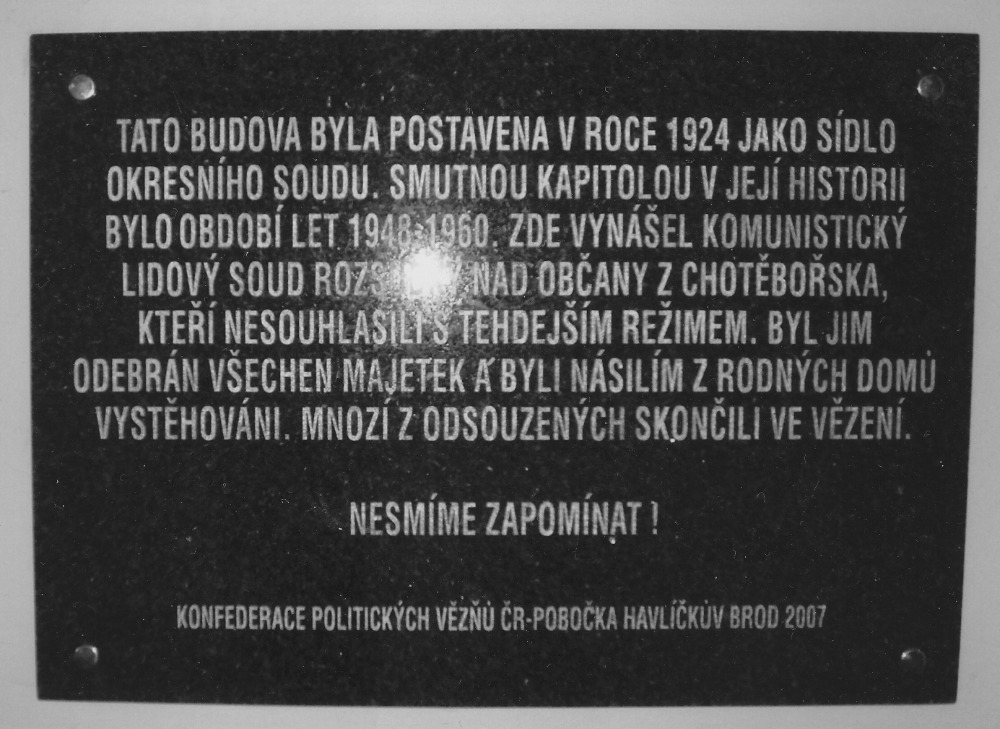 TATO BUDOVA BYLA POSTAVENA V ROCE 1924 JAKO SÍDLO
OKRESNÍHO SOUDU. SMUTNOU KAPITOLOU V JEJÍ HISTORII
BYLO OBDOBÍ LET 1948-1960. ZDE VYNÁŠEL KOMUNISTICKÝ
LIDOVÝ SOUD NAD OBČANY Z CHOTĚBOŘSKA,
KTEŘÍ NESOUHLASILI S TEHDEJŠÍM REŽIMEM. BYL JIM
ODEBRÁN VŠECHEN MAJETEK A BYLI NÁSILÍM Z RODNÝCH DOMŮ
VYSTĚHOVÁNI. MNOZÍ Z ODSOUZENÝCH SKONČILI VE VĚZENÍ.
NESMÍME ZAPOMÍNAT !
KONFEDERACE POLITICKÝCH VĚZŇŮ ČR-POBOČKA HAVLÍČKŮV BROD 2007